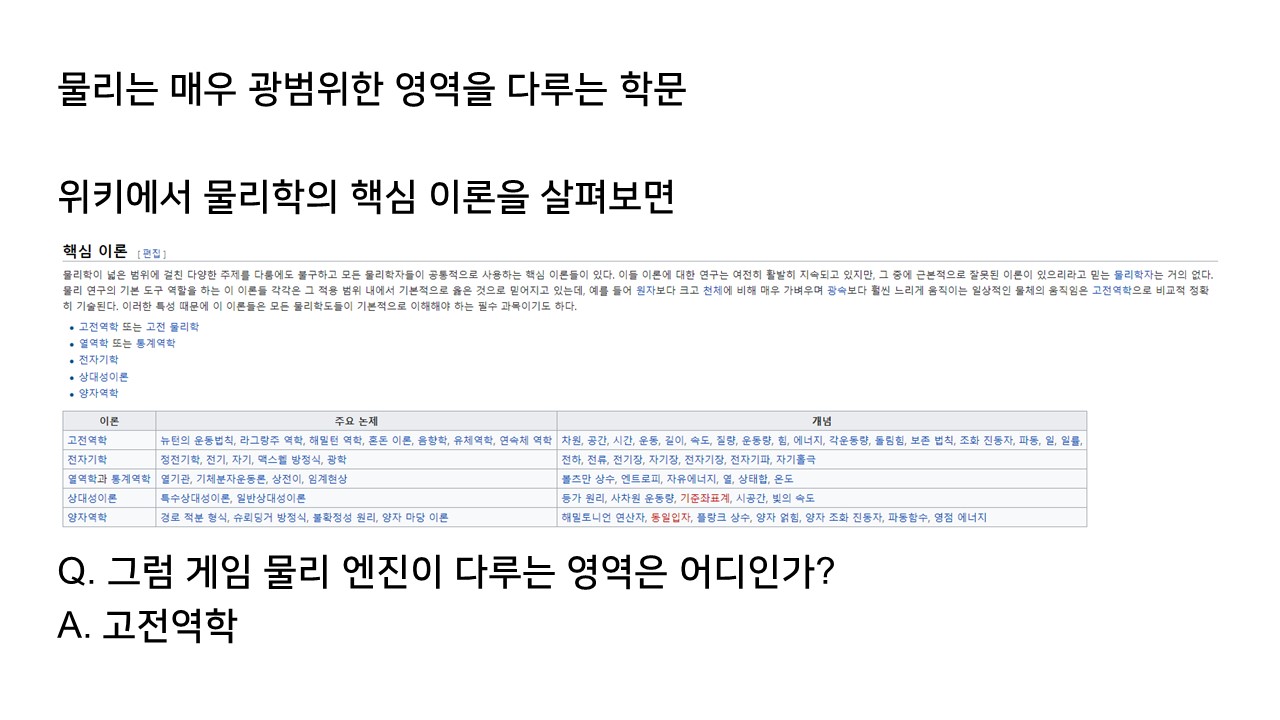 물리는 매우 광범위한 영역을 다루는 학문
위키에서 물리학의 핵심 이론을 살펴보면
핵심 이론 [편집]
물리학이 넓은 범위에 걸친 다양한 주제를 다룸에도 불구하고 모든 물리학자들이 공통적으로 사용하는 핵심 이론들이 있다. 이들 이론에 대한 연구는 여전히 활발히 지속되고 있지만, 그 중에 근본적으로 잘못된 이론이 있으리라고 믿는 물리학자는 거의 없다.
물리 연구의 기본 도구 역할을 하는 이 이론들 각각은 그 적용 범위 내에서 기본적으로 옳은 것으로 믿어지고 있는데, 예를 들어 원자보다 크고 천체에 비해 매우 가벼우며 광속보다 훨씬 느리게 움직이는 일상적인 물체의 움직임은 고전역학으로 비교적 정확
히 기술된다. 이러한 특성 때문에 이 이론들은 모든 물리학도들이 기본적으로 이해해야 하는 필수 과목이기도 하다.
• 고전역학 또는 고전 물리학
• 열역학 또는 통계역학
• 전자기학
• 상대성이론
• 양자역학
이론 주요 논제 개념
고전역학 뉴턴의 운동법칙, 라그랑주 역학, 해밀턴 역학, 혼돈 이론, 음향학, 유체역학, 연속체 역학 차원, 공간, 시간, 운동, 길이, 속도, 질량, 운동량, 힘, 에너지, 각운동량, 돌림힘, 보존 법칙, 조화 진동자, 파동, 일, 일률,
전자기학 정전기학, 전기, 자기, 맥스웰 방정식, 광학 전하, 전류, 전기장, 자기장, 전자기장, 전자기파, 자기홀극
열역학과 통계역학 열기관, 기체분자운동론, 상전이, 임계현상 볼츠만 상수, 엔트로피, 자유에너지, 열, 상태합, 온도
상대성이론 특수상대성이론, 일반상대성이론 등가 원리, 사차원 운동량, 기준좌표계, 시공간, 빛의 속도
양자역학 경로 적분 형식, 슈뢰딩거 방정식, 불확정성 원리, 양자 마당 이론 해밀토니언 연산자, 동일입자, 플랑크 상수, 양자 얽힘, 양자 조화 진동자, 파동함수, 영점 에너지
Q. 그럼 게임 물리 엔진이 다루는 영역은 어디인가?
A. 고전역학